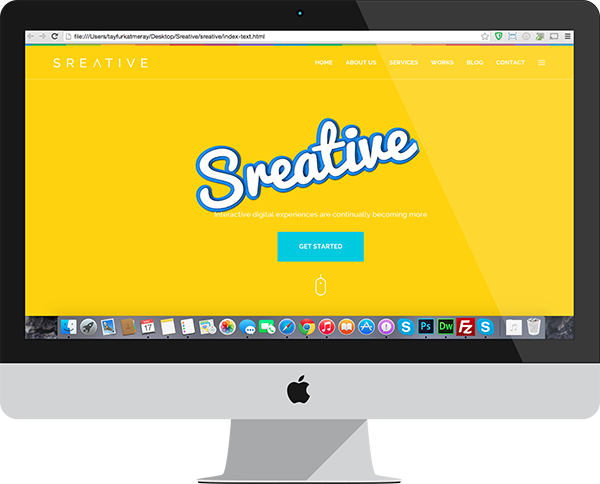 file:///Users/tayfurkatmeray/Desktop/Sreative/sreative/index-text.html
SREATIVE
HOME ABOUT US SERVICES WORKS BLOG CONTACT
Sreative
Interactive digital experiences are continually becoming more
GET STARTED
17
S Ps Dw Fz S